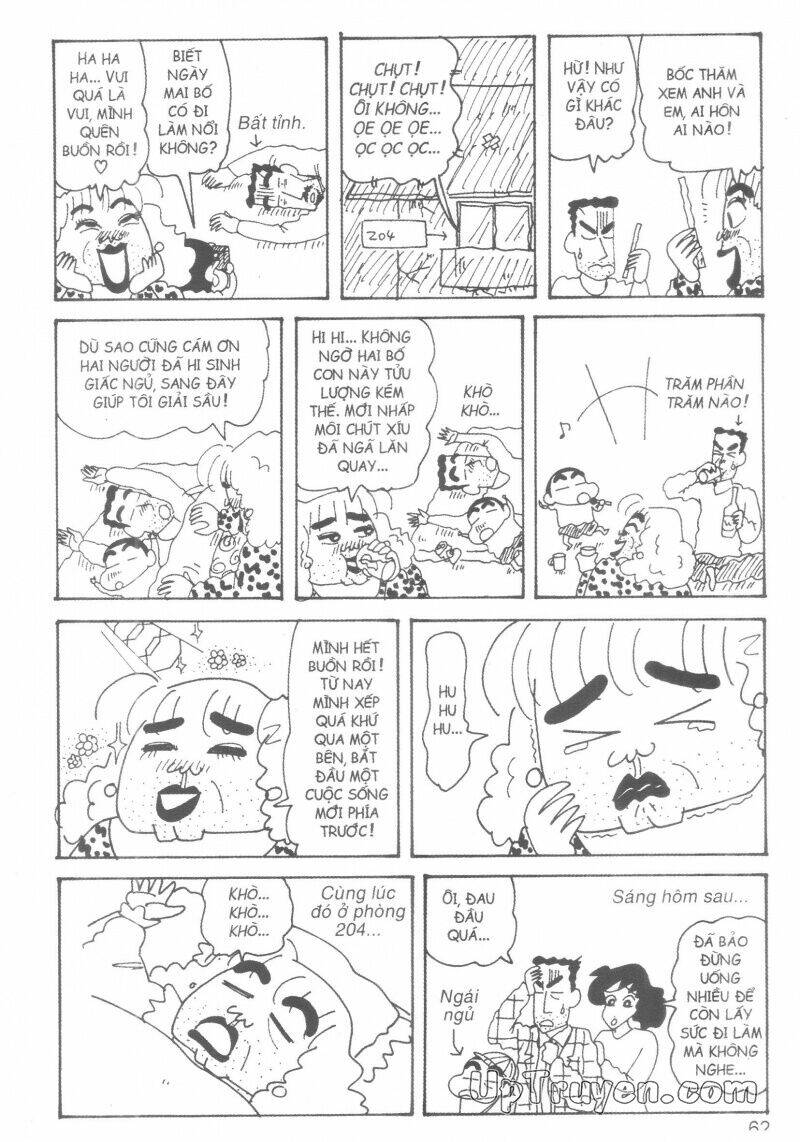 BỐC THĂM
XEM ANH VÀ
EM, AI HÔN
AI NÀO!
HỪ! NHƯ
VẬY CÓ
GÌ KHÁC
ĐÂU?
CHỤT!
CHỤT! CHỤT!
ÔI KHÔNG...
ỌE ỌE ỌE...
ỌC ỌC ỌC...
204
BIẾT
NGÀY
MAI BỐ
CÓ ĐI
LÀM NỔI
KHÔNG?
Bất tỉnh.
HA HA
HA... VUI
QUÁ LÀ
VUI, MÌNH
QUÊN
BUỒN RỒI!
♡
TRĂM PHẦN
TRĂM NÀO!
♪
HI HI... KHÔNG
NGỜ HAI BỐ
CON NÀY TỬU
LƯỢNG KÉM
THẾ. MỚI NHẤP
MÔI CHÚT XÍU
ĐÃ NGÃ LĂN
QUAY...
KHÒ
KHÒ...
DÙ SAO CŨNG CÁM ƠN
HAI NGƯỜI ĐÃ HI SINH
GIẤC NGỦ, SANG ĐÂY
GIÚP TÔI GIẢI SẦU!
HU
HU
HU...
MÌNH HẾT
BUỒN RỒI!
TỪ NAY
MÌNH XẾP
QUÁ KHỨ
QUA MỘT
BÊN, BẮT
ĐẦU MỘT
CUỘC SỐNG
MỚI PHÍA
TRƯỚC!
Sáng hôm sau...
ĐÃ BẢO
ĐỪNG
UỐNG
NHIỀU ĐỂ
CÒN LẤY
SỨC ĐI LÀM
MÀ KHÔNG
NGHE...
ÔI, ĐAU
ĐẦU
QUÁ...
Ngái
ngủ
Cùng lúc
đó ở phòng
204...
KHÒ...
KHÒ...
KHÒ...
UpTruyen.com
62